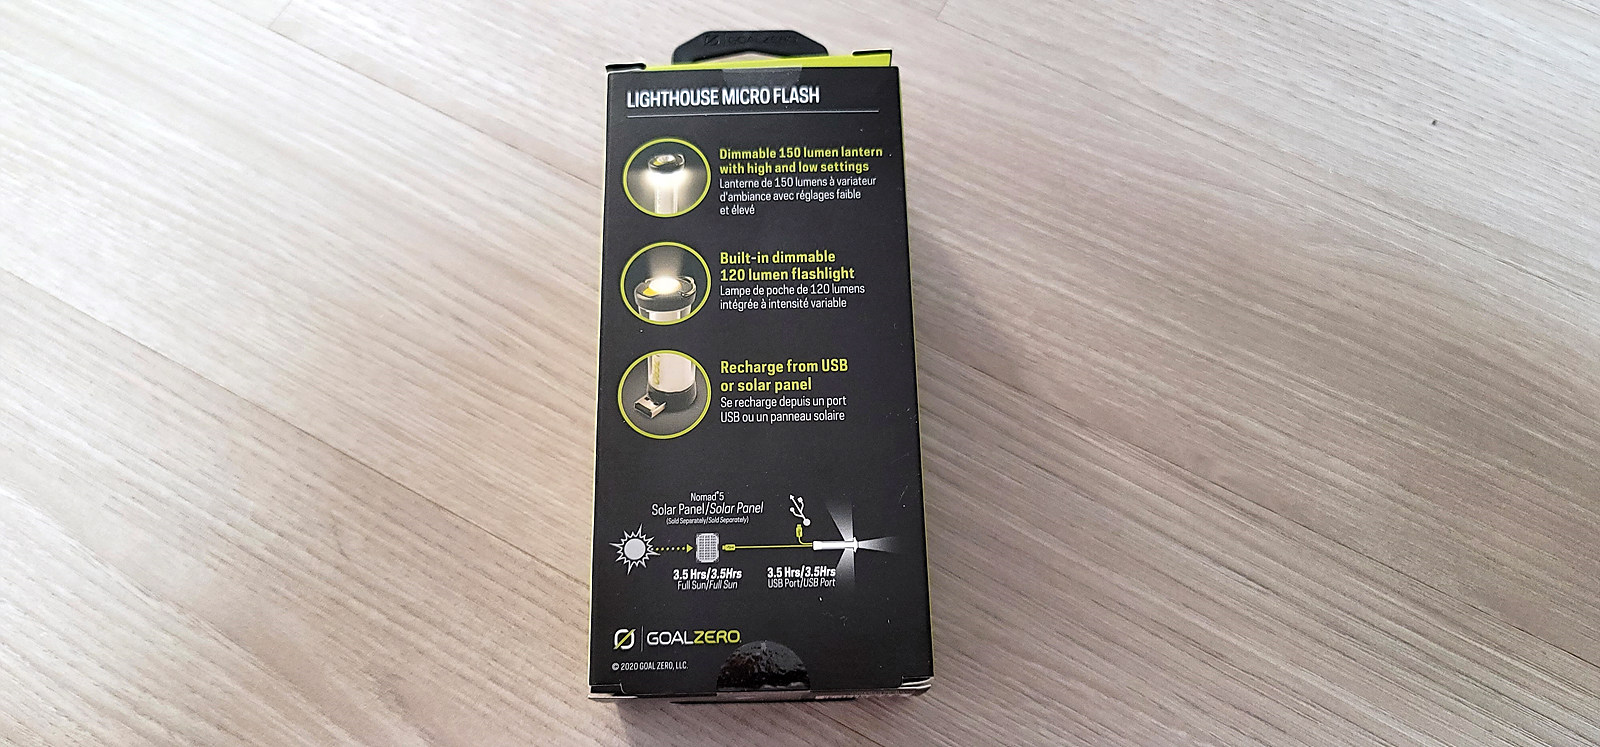 GOALZERO
LIGHTHOUSE MICRO FLASH
Dimmable 150 lumen lantern
with high and low settings
Lanterne de 150 lumens à variateur
d'ambiance avec réglages faible
et élevé
Built-in dimmable
120 lumen flashlight
Lampe de poche de 120 lumens
intégrée à intensité variable
Recharge from USB
or solar panel
Se recharge depuis un port
USB ou un panneau solaire
Nomad®5
Solar Panel/Solar Panel
(Sold Separately/Sold Separately)
3.5 Hrs/3.5Hrs
Full Sun/Full Sun
3.5 Hrs/3.5Hrs
USB Port/USB Port
GOALZERO.
© 2020 GOAL ZERO, LLC.